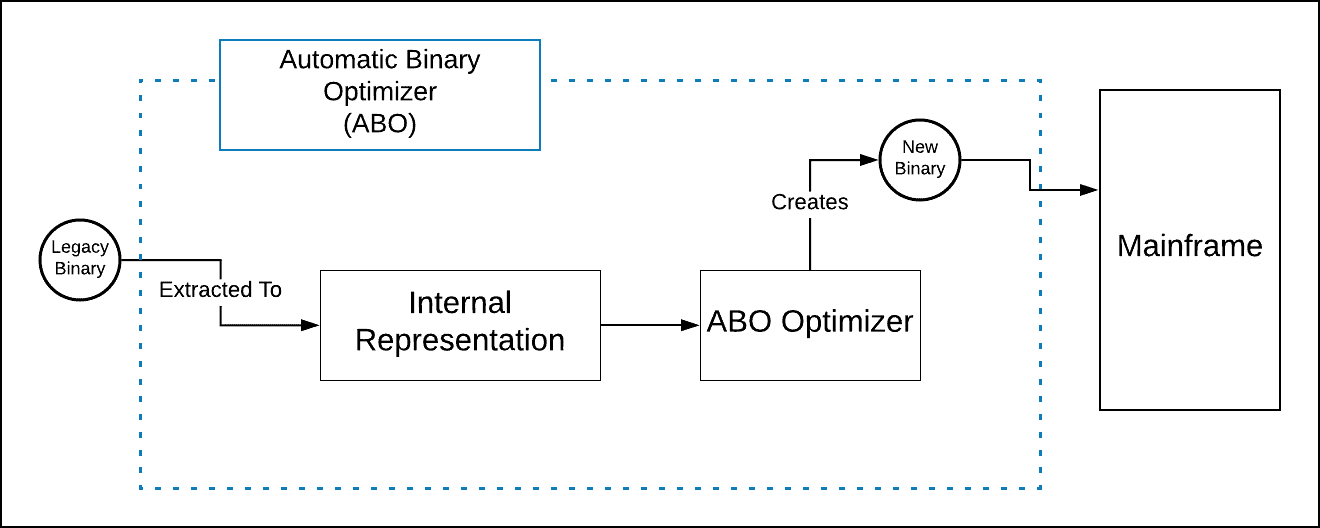 Automatic Binary
Optimizer
(ABO)
New
Binary
Creates
Mainframe
Legacy
Binary
Extracted To
Internal
Representation
ABO Optimizer